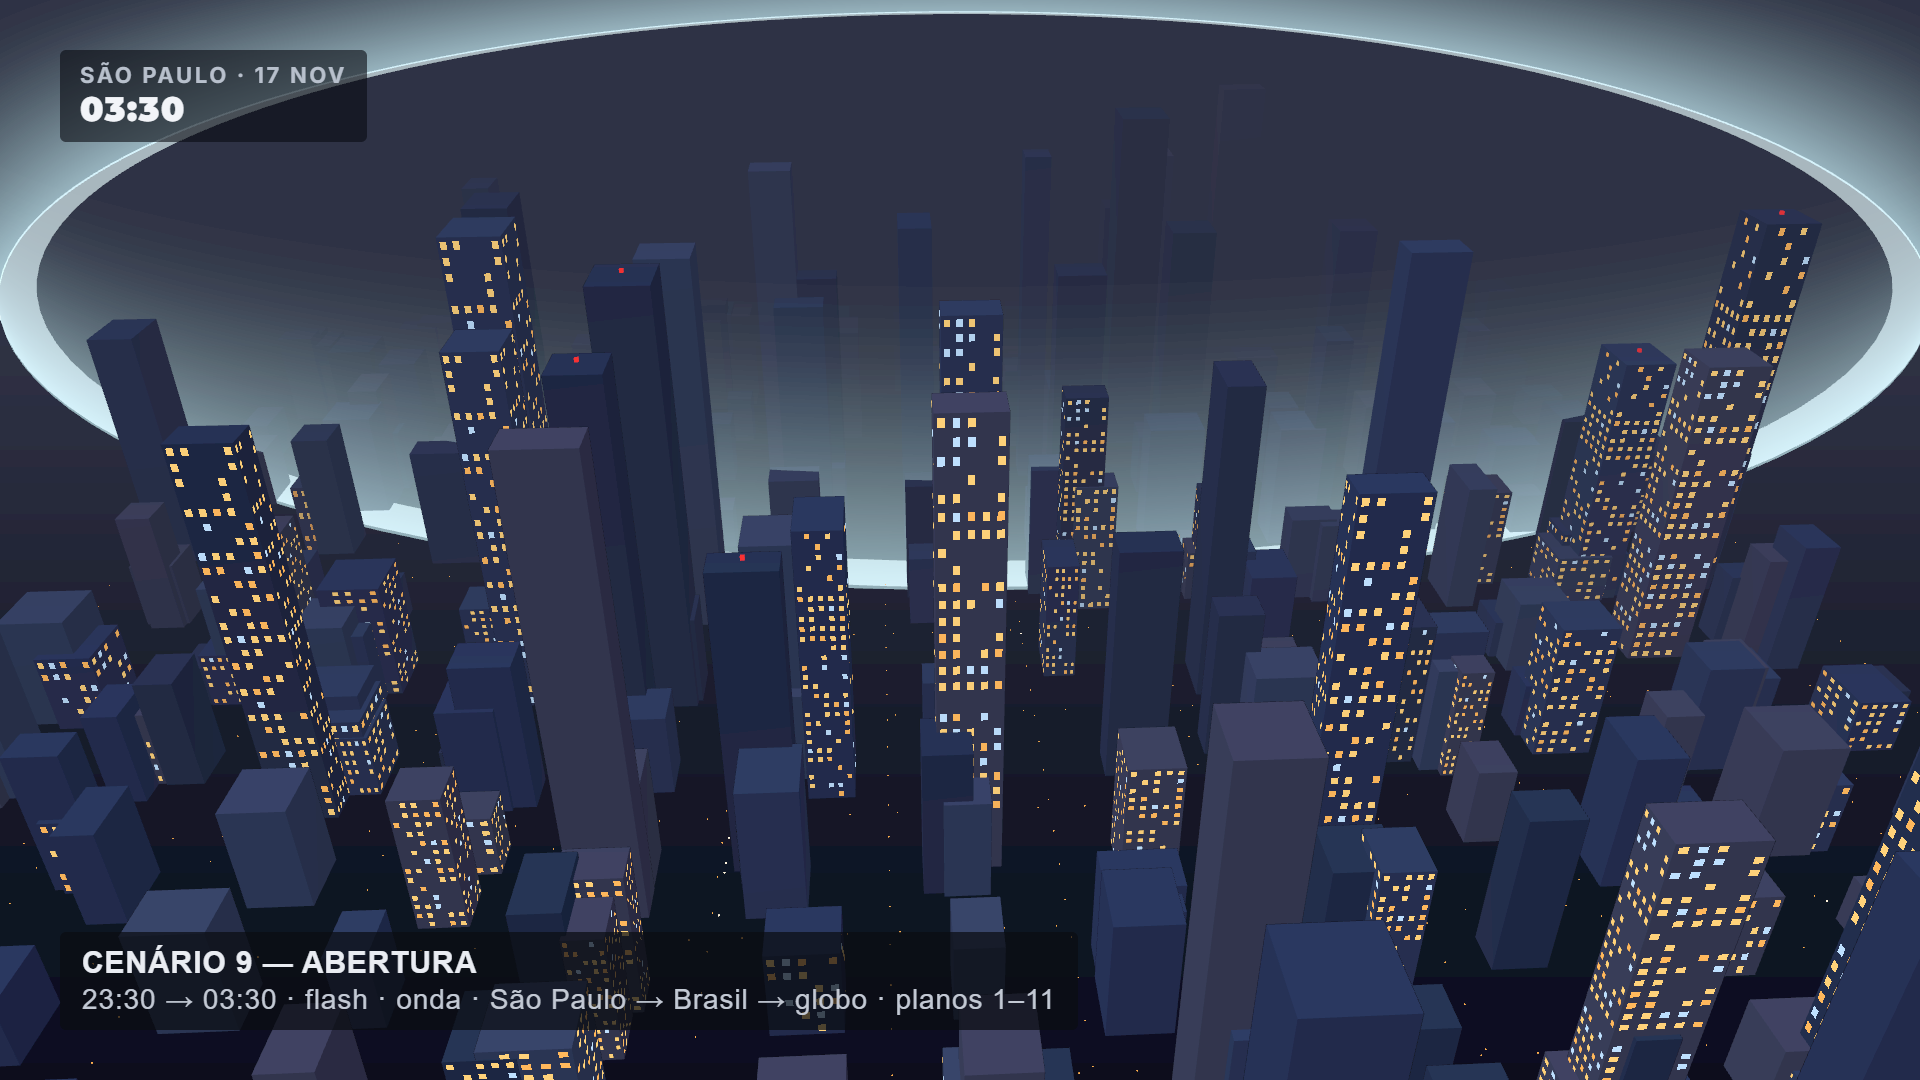 SÃO PAULO · 17 NOV
03:30
CENÁRIO 9 — ABERTURA
23:30 → 03:30 · flash · onda · São Paulo → Brasil → globo · planos 1–11